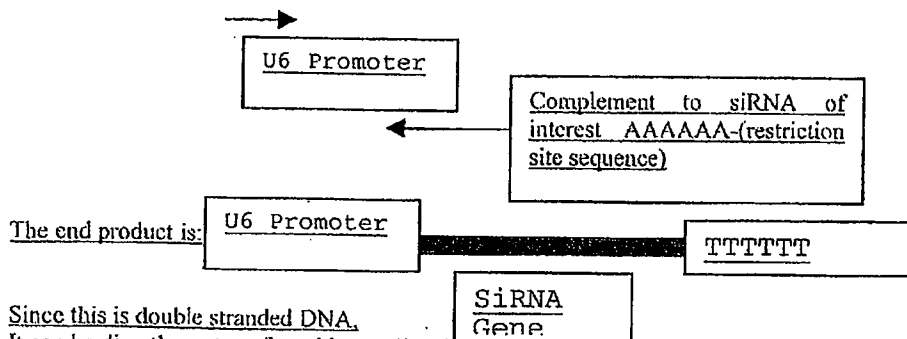 U6 Promoter
Complement to siRNA of
interest AAAAAA-(restriction
site sequence)
The end product is:
U6 Promoter
TTTTTT
SiRNA
Gene
Since this is double stranded DNA,